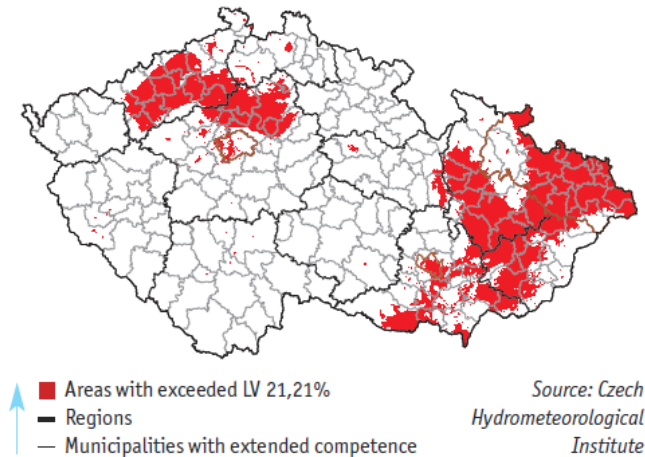 Areas with exceeded LV 21,21%
Regions
Municipalities with extended competence
Source: Czech
Hydrometeorological
Institute